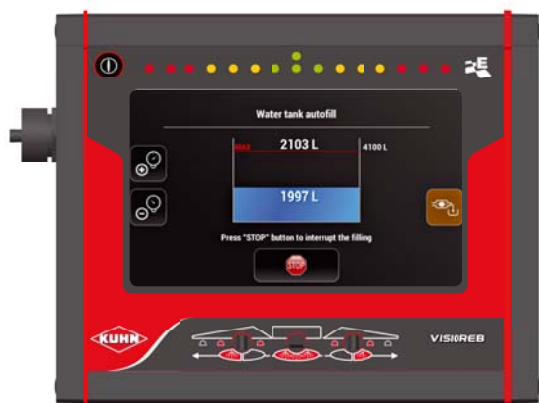 Water tank autofill
MAX 2103 L 4100 L
1997 L
Press "STOP" button to interrupt the filling
STOP
KUHN
VISIOREB